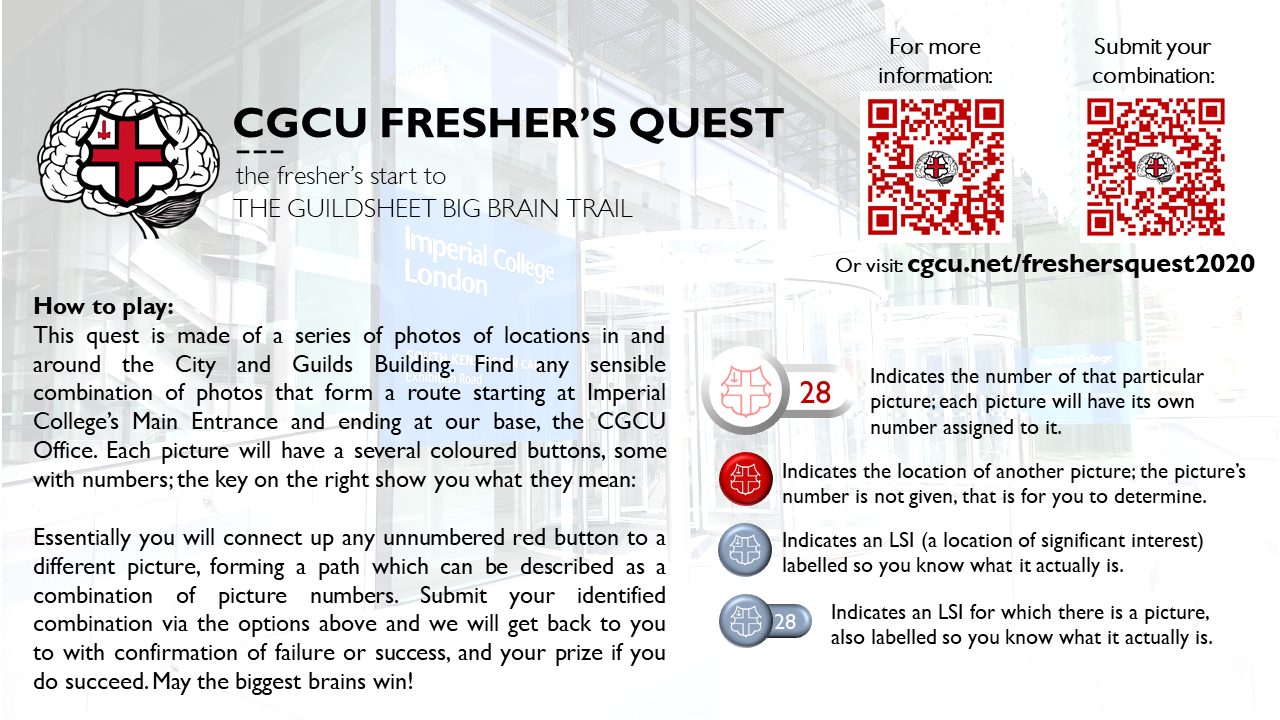 For more
information:
Submit your
combination:
CGCU FRESHER'S QUEST
the fresher's start to
THE GUILDSHEET BIG BRAIN TRAIL
Or visit: cgcu.net/freshersquest2020
Imperial College
London
How to play:
This quest is made of a series of photos of locations in and
around the City and Guilds Building. Find any sensible
combination of photos that form a route starting at Imperial
College's Main Entrance and ending at our base, the CGCU
Office. Each picture will have a several coloured buttons, some
with numbers; the key on the right show you what they mean:
Essentially you will connect up any unnumbered red button to a
different picture, forming a path which can be described as a
combination of picture numbers. Submit your identified
combination via the options above and we will get back to you
to with confirmation of failure or success, and your prize if you
do succeed. May the biggest brains win!
28
Indicates the number of that particular
picture; each picture will have its own
number assigned to it.
Indicates the location of another picture; the picture's
number is not given, that is for you to determine.
Indicates an LSI (a location of significant interest)
labelled so you know what it actually is.
28
Indicates an LSI for which there is a picture,
also labelled so you know what it actually is.
Exhibition Road
Imperial College